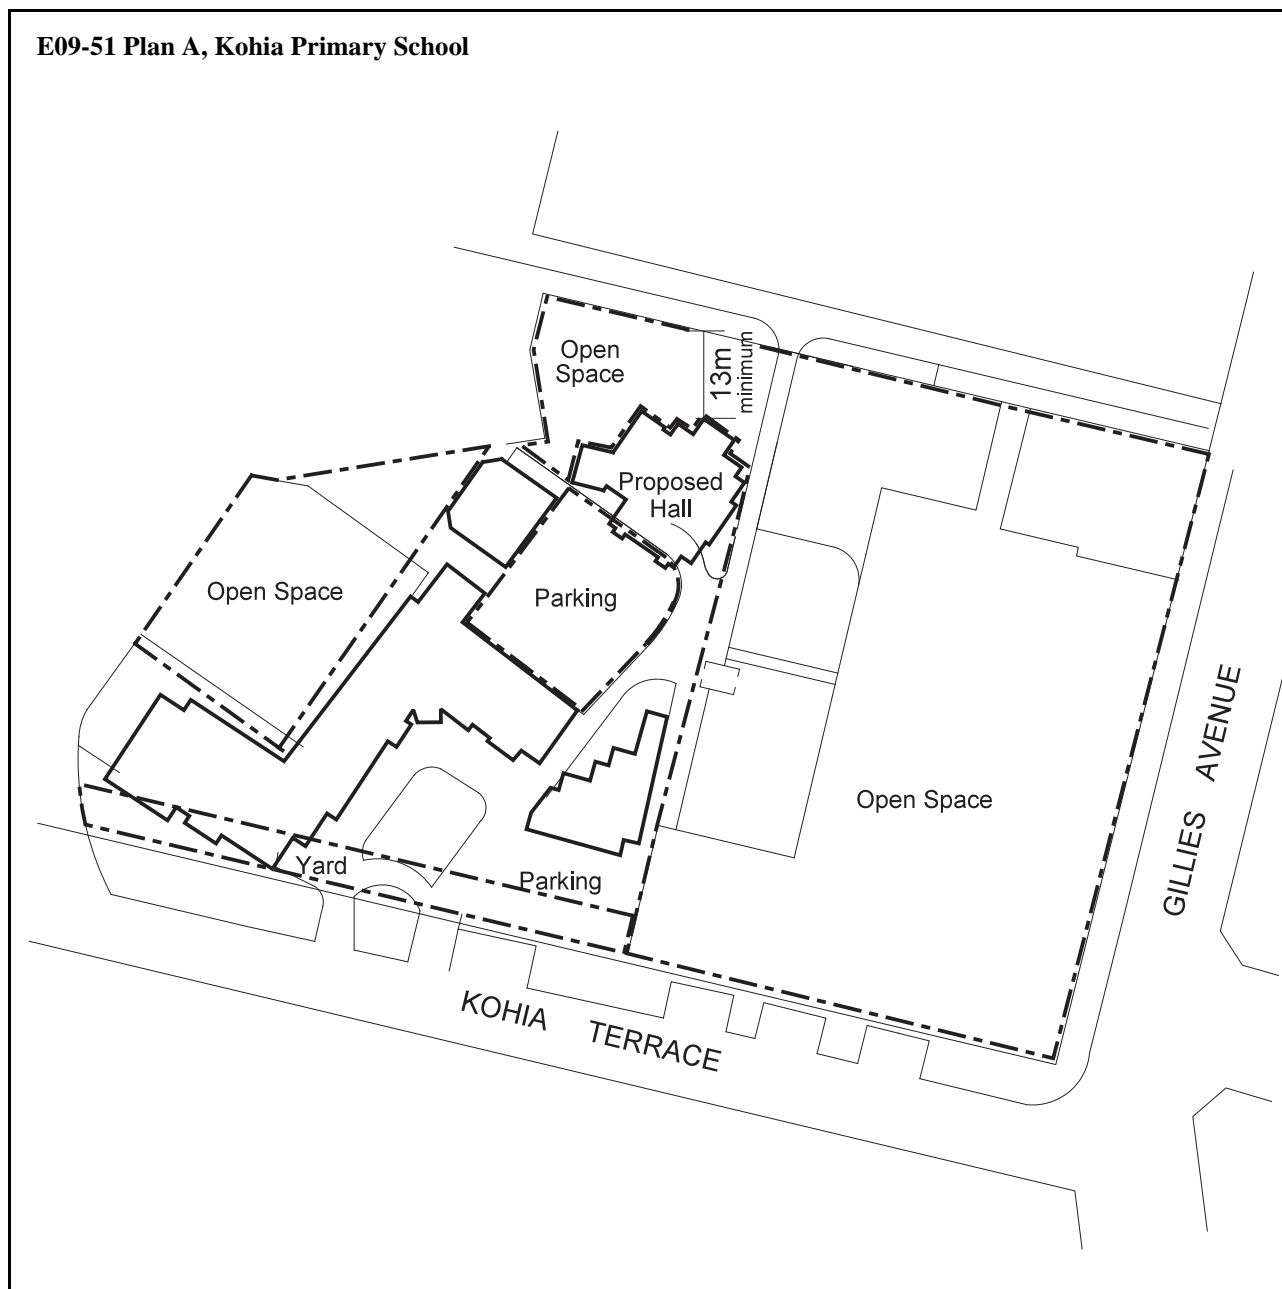 E09-51 Plan A, Kohia Primary School
Open
Space
13m
minimum
Proposed
Hall
Open Space
Parking
Open Space
Yard
Parking
GILLIES AVENUE
KOHIA TERRACE